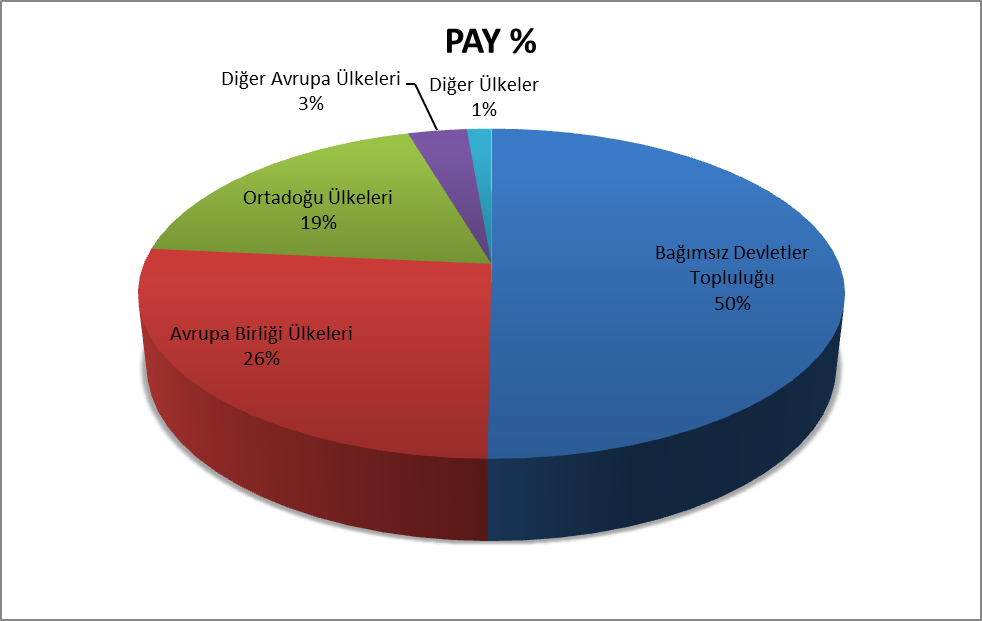 PAY %
Diğer Avrupa Ülkeleri
3%
Diğer Ülkeler
1%
Ortadoğu Ülkeleri
19%
Bağımsız Devletler
Topluluğu
50%
Avrupa Birliği Ülkeleri
26%